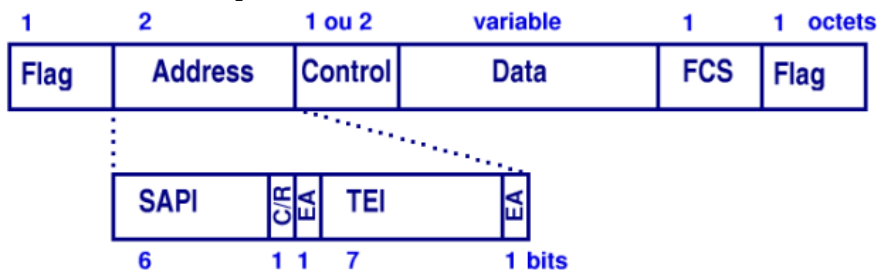 1 2 1 ou 2 variable 1 1 octets
Flag Address Control Data FCS Flag
SAPI C/R EA TEI EA
6 1 1 7 1 bits